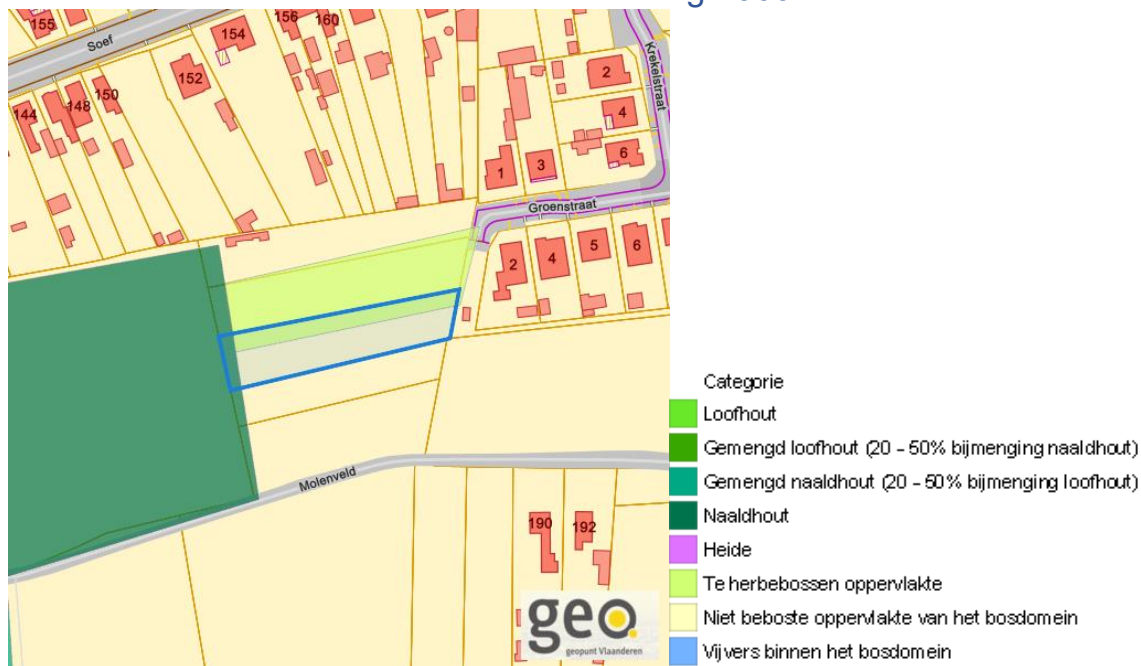 155
Soef
154
156
160
152
150
148
144
Krekelstraat
2
4
6
1
3
Groenstraat
2
4
5
6
Molenveld
190
192
geo
geopunt Vlaanderen
Categorie
Loofhout
Gemengd loofhout (20 - 50% bijmenging naaldhout)
Gemengd naaldhout (20 - 50% bijmenging loofhout)
Naaldhout
Heide
Te herbebossen oppervlakte
Niet beboste oppervlakte van het bosdomein
Vijvers binnen het bosdomein